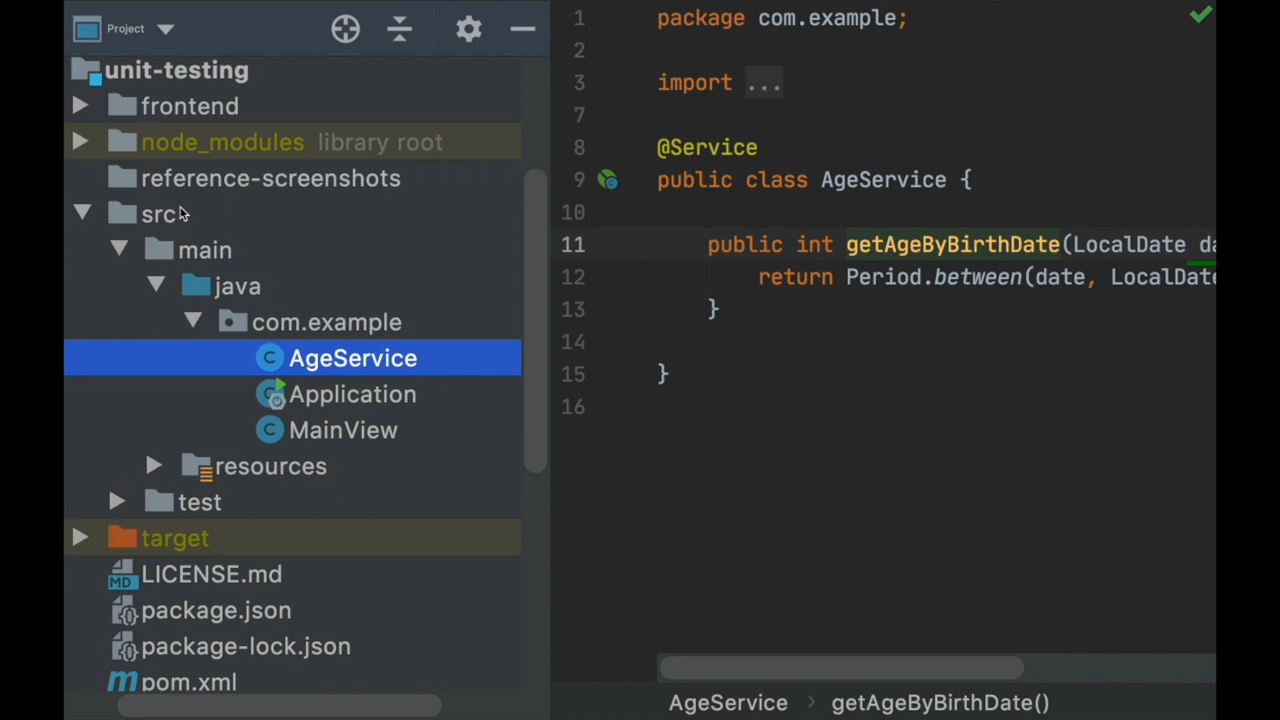 Project
unit-testing
frontend
node_modules library root
reference-screenshots
src
main
java
com.example
C AgeService
C Application
C MainView
resources
test
target
MD LICENSE.md
package.json
package-lock.json
m pom.xml
1 package com.example;
2
3 import ...
7
8 @Service
9 public class AgeService {
10
11 public int getAgeByBirthDate(LocalDate da
12 return Period.between(date, LocalDate
13 }
14
15 }
16
AgeService › getAgeByBirthDate()